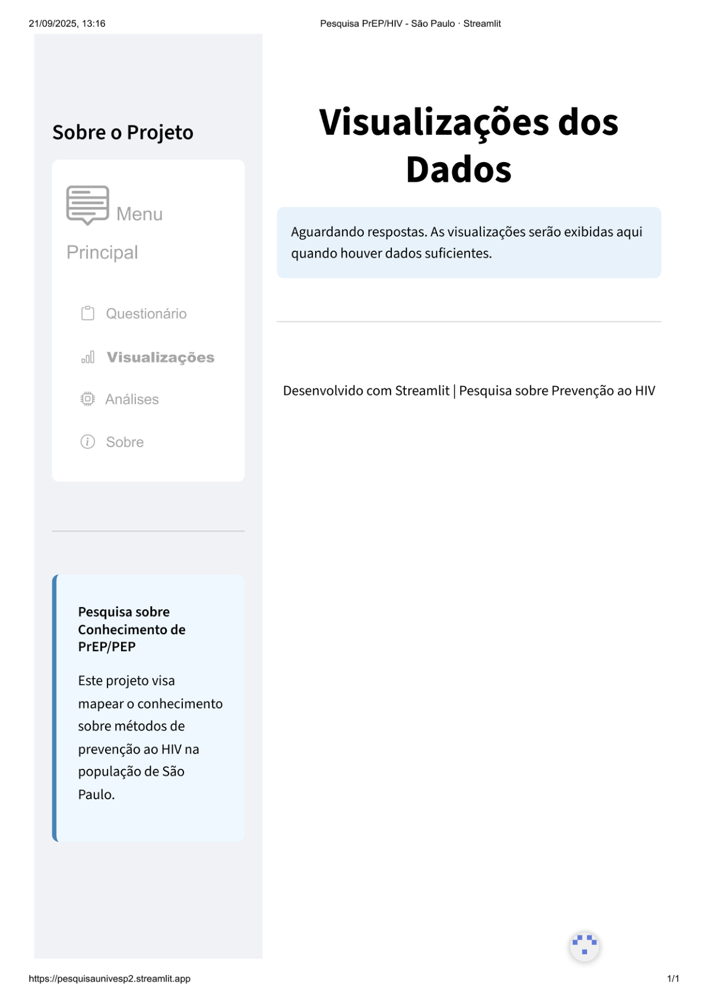 21/09/2025, 13:16
Pesquisa PrEP/HIV - São Paulo · Streamlit
Sobre o Projeto
Menu
Principal
Questionário
Visualizações
Análises
Sobre
Pesquisa sobre
Conhecimento de
PrEP/PEP
Este projeto visa
mapear o conhecimento
sobre métodos de
prevenção ao HIV na
população de São
Paulo.
Visualizações dos
Dados
Aguardando respostas. As visualizações serão exibidas aqui
quando houver dados suficientes.
Desenvolvido com Streamlit | Pesquisa sobre Prevenção ao HIV
https://pesquisaunivesp2.streamlit.app
1/1